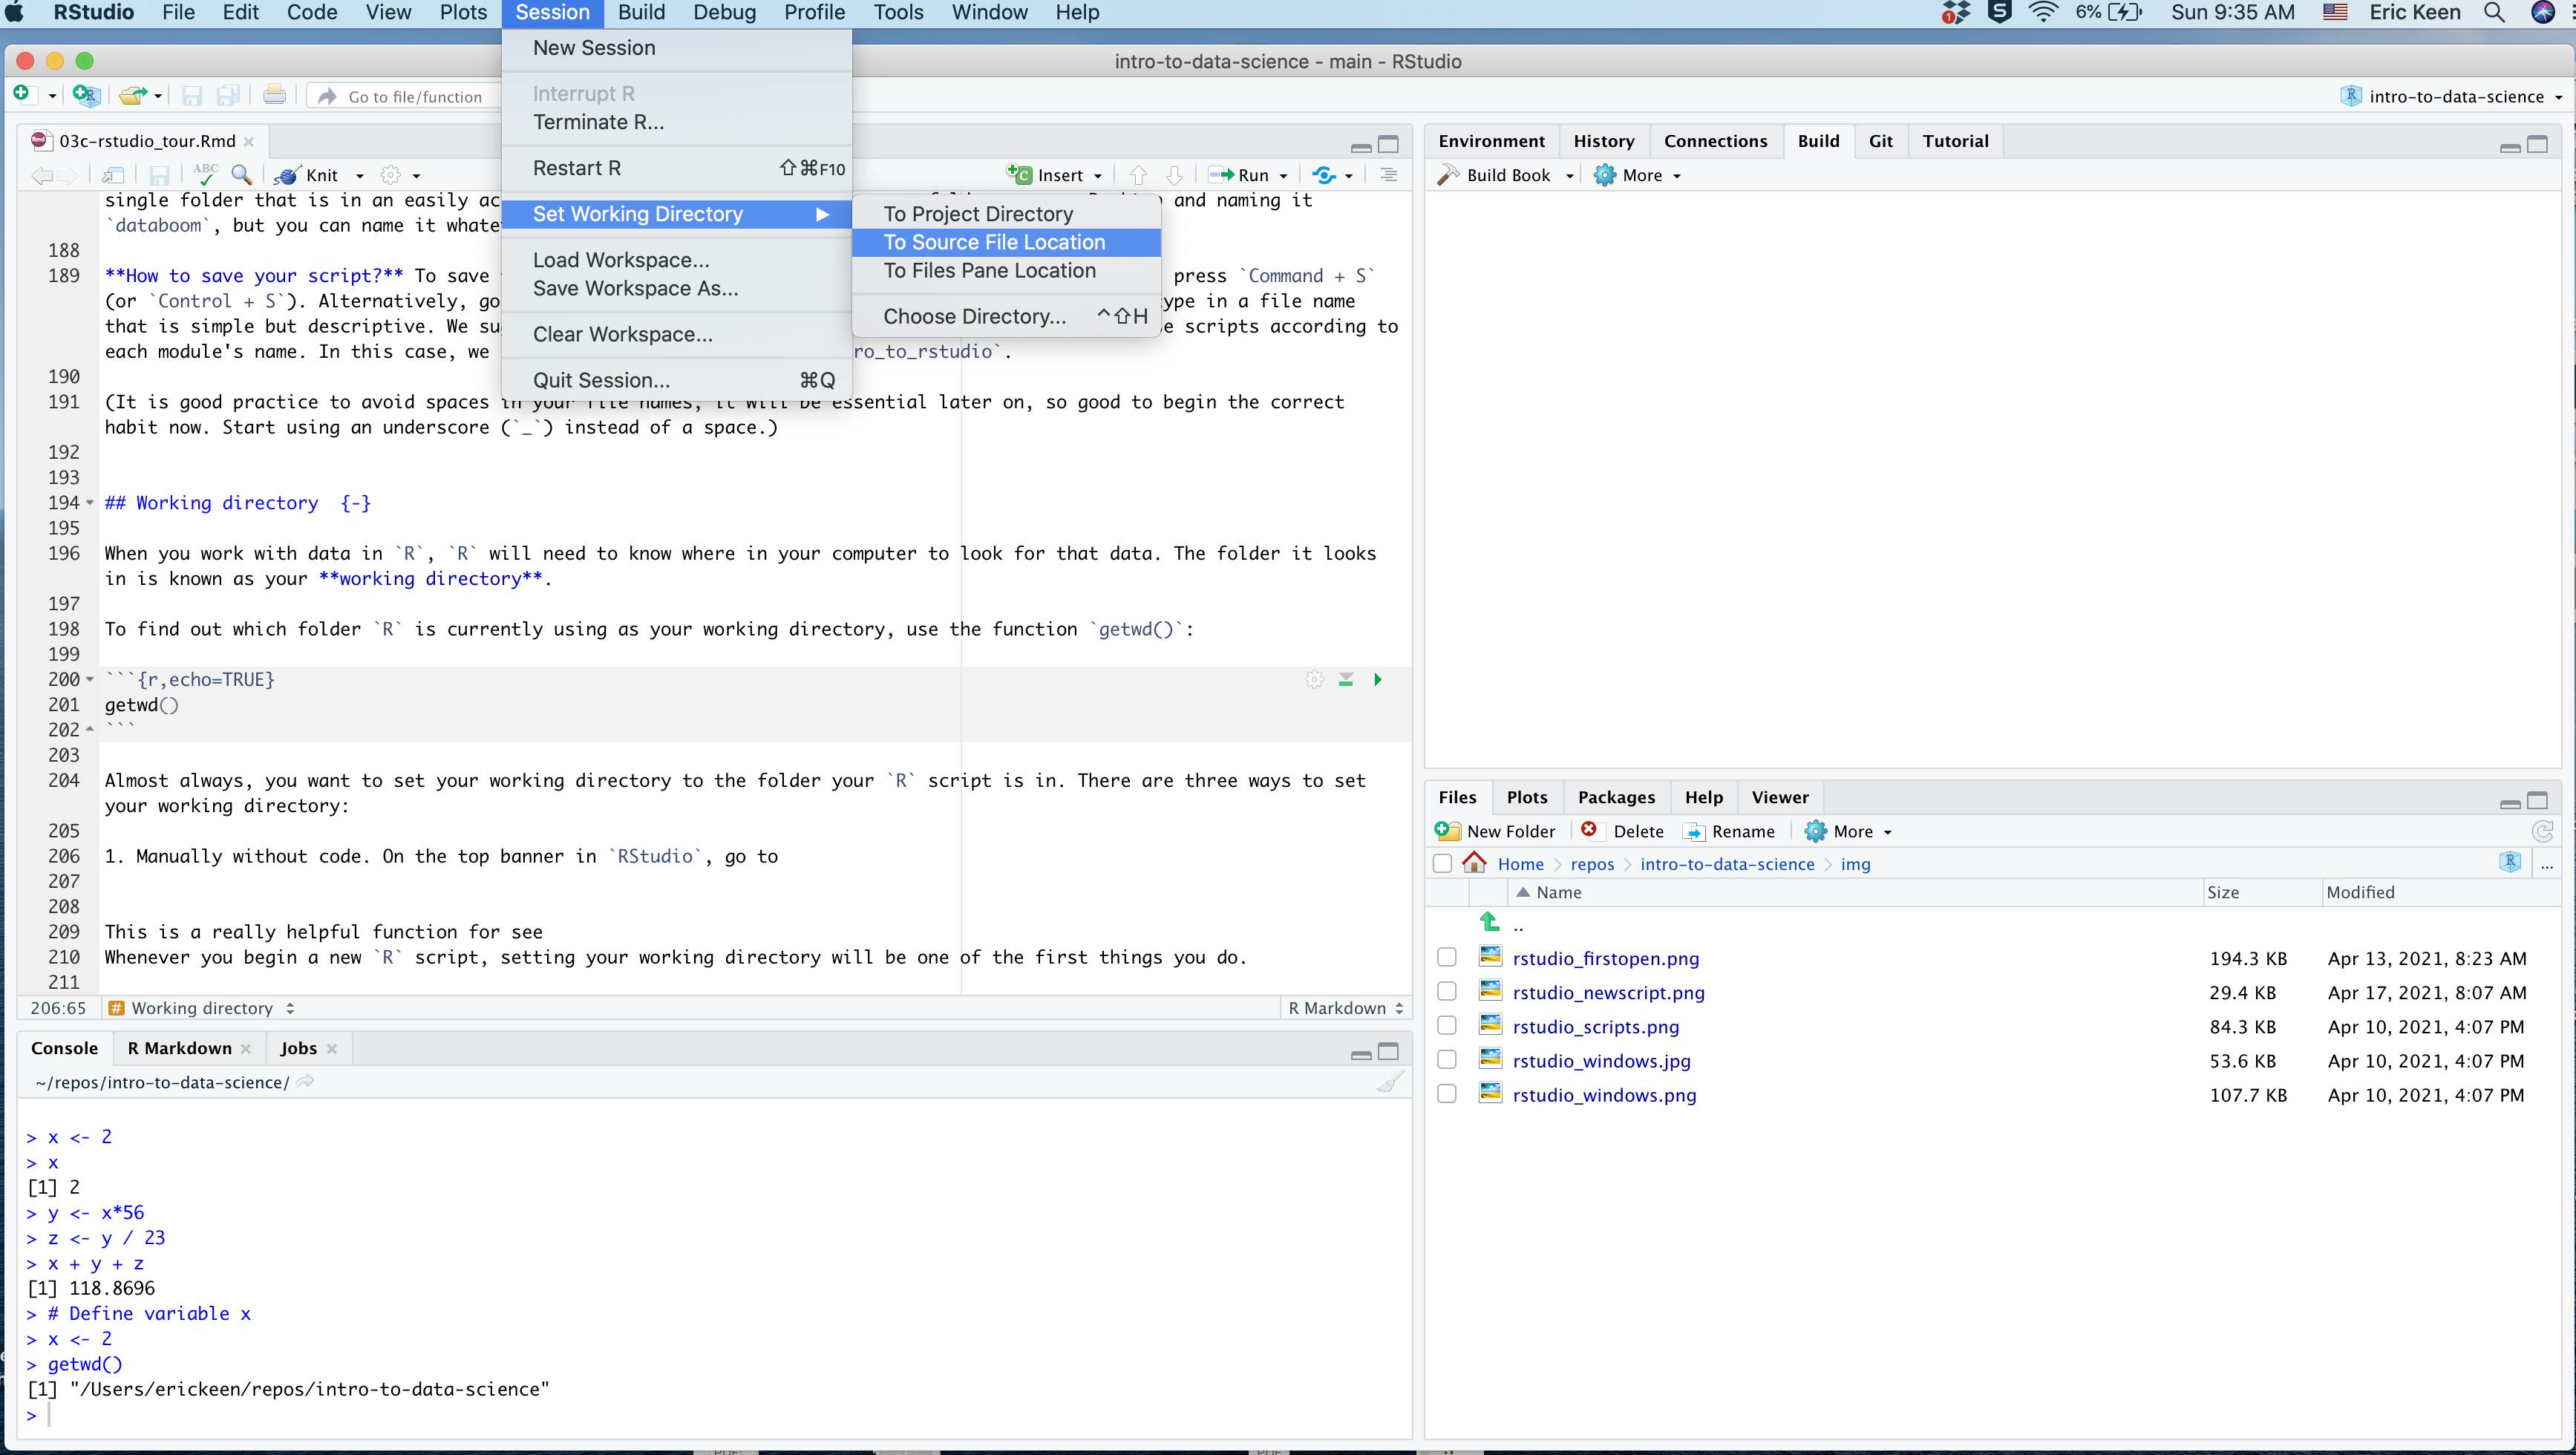 RStudio File Edit Code View Plots Session Build Debug Profile Tools Window Help 1 S 6% Sun 9:35 AM Eric Keen
New Session
Interrupt R
Terminate R...
Restart R ⇧⌘F10
Set Working Directory ▶
Load Workspace...
Save Workspace As...
Clear Workspace...
Quit Session... ⌘Q
To Project Directory
To Source File Location
To Files Pane Location
Choose Directory... ^⇧H
intro-to-data-science - main - RStudio
Go to file/function
intro-to-data-science
03c-rstudio_tour.Rmd
ABC Knit Insert Run
single folder that is in an easily ac and naming it
`databoom`, but you can name it whate
188
189 **How to save your script?** To save press `Command + S`
(or `Control + S`). Alternatively, go ype in a file name
that is simple but descriptive. We su e scripts according to
each module's name. In this case, we ro_to_rstudio`.
190
191 (It is good practice to avoid spaces in your file names, it will be essential later on, so good to begin the correct
habit now. Start using an underscore (`_`) instead of a space.)
192
193
194 ## Working directory  {-}
195
196 When you work with data in `R`, `R` will need to know where in your computer to look for that data. The folder it looks
in is known as your **working directory**.
197
198 To find out which folder `R` is currently using as your working directory, use the function `getwd()`:
199
200 ```{r,echo=TRUE}
201 getwd()
202 ```
203
204 Almost always, you want to set your working directory to the folder your `R` script is in. There are three ways to set
your working directory:
205
206 1. Manually without code. On the top banner in `RStudio`, go to
207
208
209 This is a really helpful function for see
210 Whenever you begin a new `R` script, setting your working directory will be one of the first things you do.
211
206:65 # Working directory R Markdown
Console R Markdown Jobs
~/repos/intro-to-data-science/
> x <- 2
> x
[1] 2
> y <- x*56
> z <- y / 23
> x + y + z
[1] 118.8696
> # Define variable x
> x <- 2
> getwd()
[1] "/Users/erickeen/repos/intro-to-data-science"
>
Environment History Connections Build Git Tutorial
Build Book More
Files Plots Packages Help Viewer
New Folder Delete Rename More
Home > repos > intro-to-data-science > img R ...
Name Size Modified
..
rstudio_firstopen.png 194.3 KB Apr 13, 2021, 8:23 AM
rstudio_newscript.png 29.4 KB Apr 17, 2021, 8:07 AM
rstudio_scripts.png 84.3 KB Apr 10, 2021, 4:07 PM
rstudio_windows.jpg 53.6 KB Apr 10, 2021, 4:07 PM
rstudio_windows.png 107.7 KB Apr 10, 2021, 4:07 PM